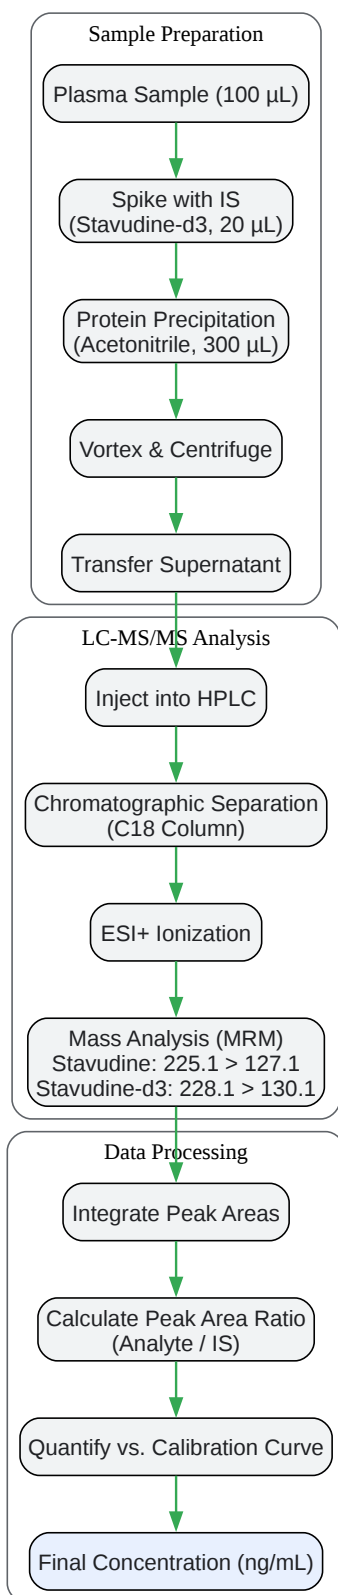 Sample Preparation
Plasma Sample (100 µL)
Spike with IS
(Stavudine-d3, 20 µL)
Protein Precipitation
(Acetonitrile, 300 µL)
Vortex & Centrifuge
Transfer Supernatant
LC-MS/MS Analysis
Inject into HPLC
Chromatographic Separation
(C18 Column)
ESI+ Ionization
Mass Analysis (MRM)
Stavudine: 225.1 > 127.1
Stavudine-d3: 228.1 > 130.1
Data Processing
Integrate Peak Areas
Calculate Peak Area Ratio
(Analyte / IS)
Quantify vs. Calibration Curve
Final Concentration (ng/mL)